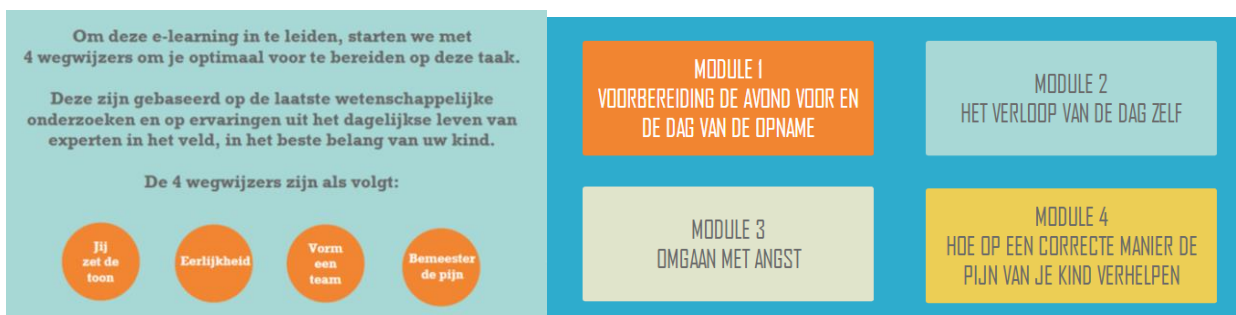 Om deze e-learning in te leiden, starten we met
4 wegwijzers om je optimaal voor te bereiden op deze taak.
Deze zijn gebaseerd op de laatste wetenschappelijke
onderzoeken en op ervaringen uit het dagelijkse leven van
experten in het veld, in het beste belang van uw kind.
De 4 wegwijzers zijn als volgt:
Jij
zet de
toon
Eerlijkheid
Vorm
een
team
Bemeester
de pijn
MODULE 1
VOORBEREIDING DE AVOND VOOR EN
DE DAG VAN DE OPNAME
MODULE 2
HET VERLOOP VAN DE DAG ZELF
MODULE 3
OMGAAN MET ANGST
MODULE 4
HOE OP EEN CORRECTE MANIER DE
PIJN VAN JE KIND VERHELPEN